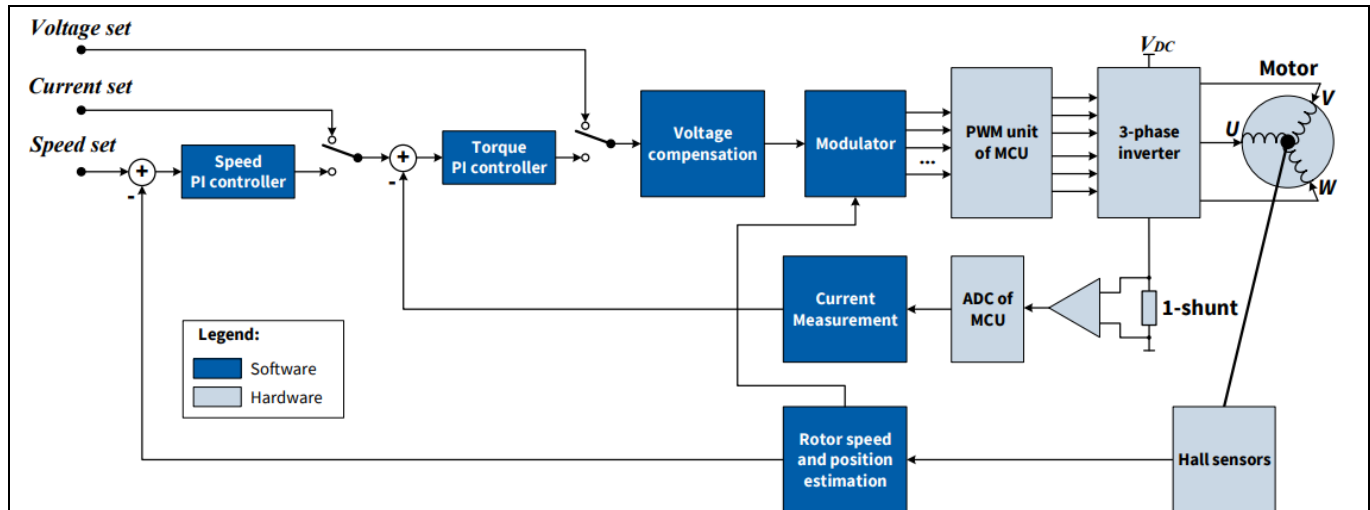 Voltage set
Current set
Speed set
+
-
Speed
PI controller
+
-
Torque
PI controller
Voltage
compensation
Modulator
...
PWM unit
of MCU
V_DC
3-phase
inverter
Motor
V
U
W
Current
Measurement
ADC of
MCU
1-shunt
Legend:
Software
Hardware
Rotor speed
and position
estimation
Hall sensors